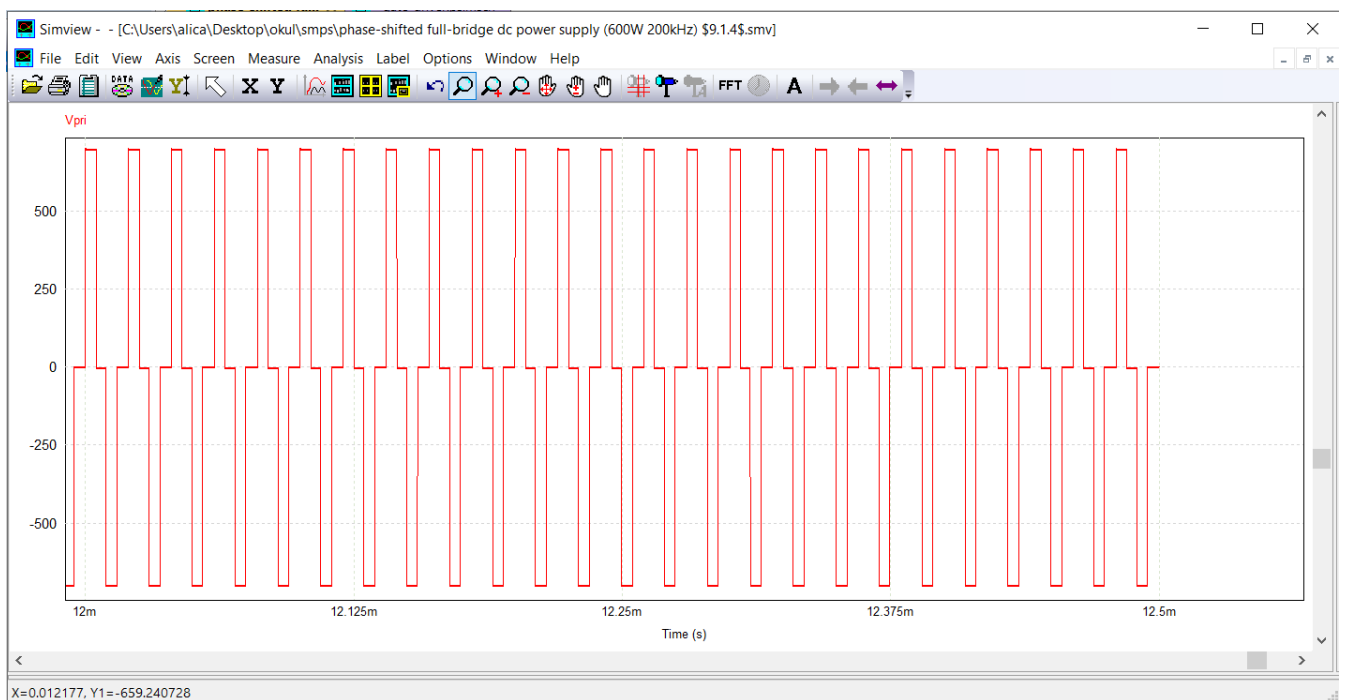 Simview - - [C:\Users\alica\Desktop\okul\smps\phase-shifted full-bridge dc power supply (600W 200kHz) $9.1.4$.smv]
File Edit View Axis Screen Measure Analysis Label Options Window Help
DATA Y X Y FFT A
Vpri
500
250
0
-250
-500
12m 12.125m 12.25m 12.375m 12.5m
Time (s)
X=0.012177, Y1=-659.240728